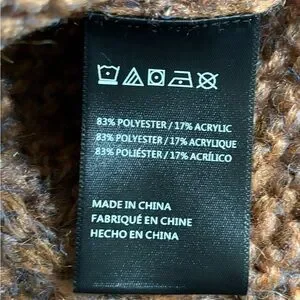 83% POLYESTER / 17% ACRYLIC
83% POLYESTER / 17% ACRYLIQUE
83% POLIÉSTER / 17% ACRÍLICO
MADE IN CHINA
FABRIQUÉ EN CHINE
HECHO EN CHINA